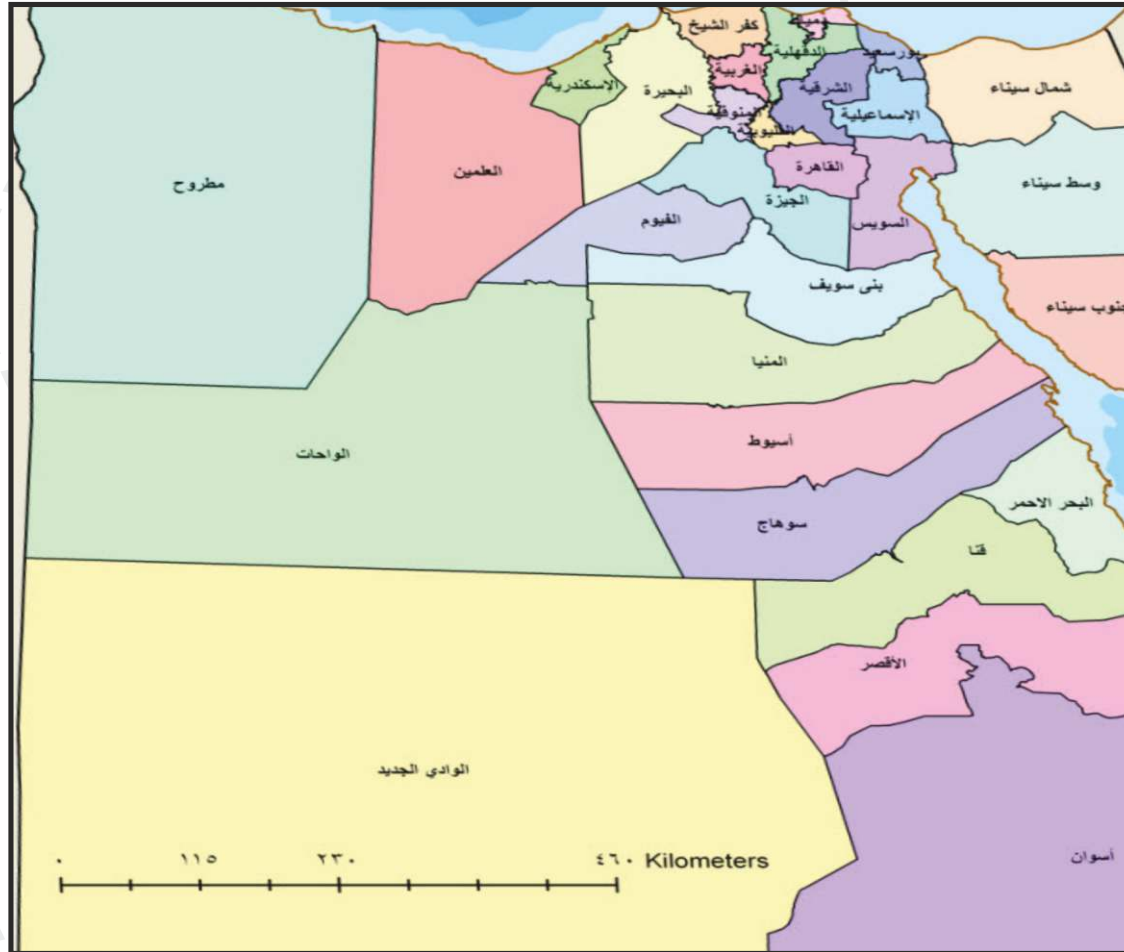 كفر الشيخ
دمياط
الدقهلية
بورسعيد
الغربية
الإسكندرية
البحيرة
الشرقية
شمال سيناء
المنوفية
الإسماعيلية
القليوبية
العلمين
مطروح
القاهرة
وسط سيناء
الجيزة
الفيوم
السويس
بنى سويف
جنوب سيناء
المنيا
أسيوط
الواحات
سوهاج
البحر الاحمر
قنا
الأقصر
الوادي الجديد
أسوان
٠ ١١٥ ٢٣٠ ٤٦٠ Kilometers